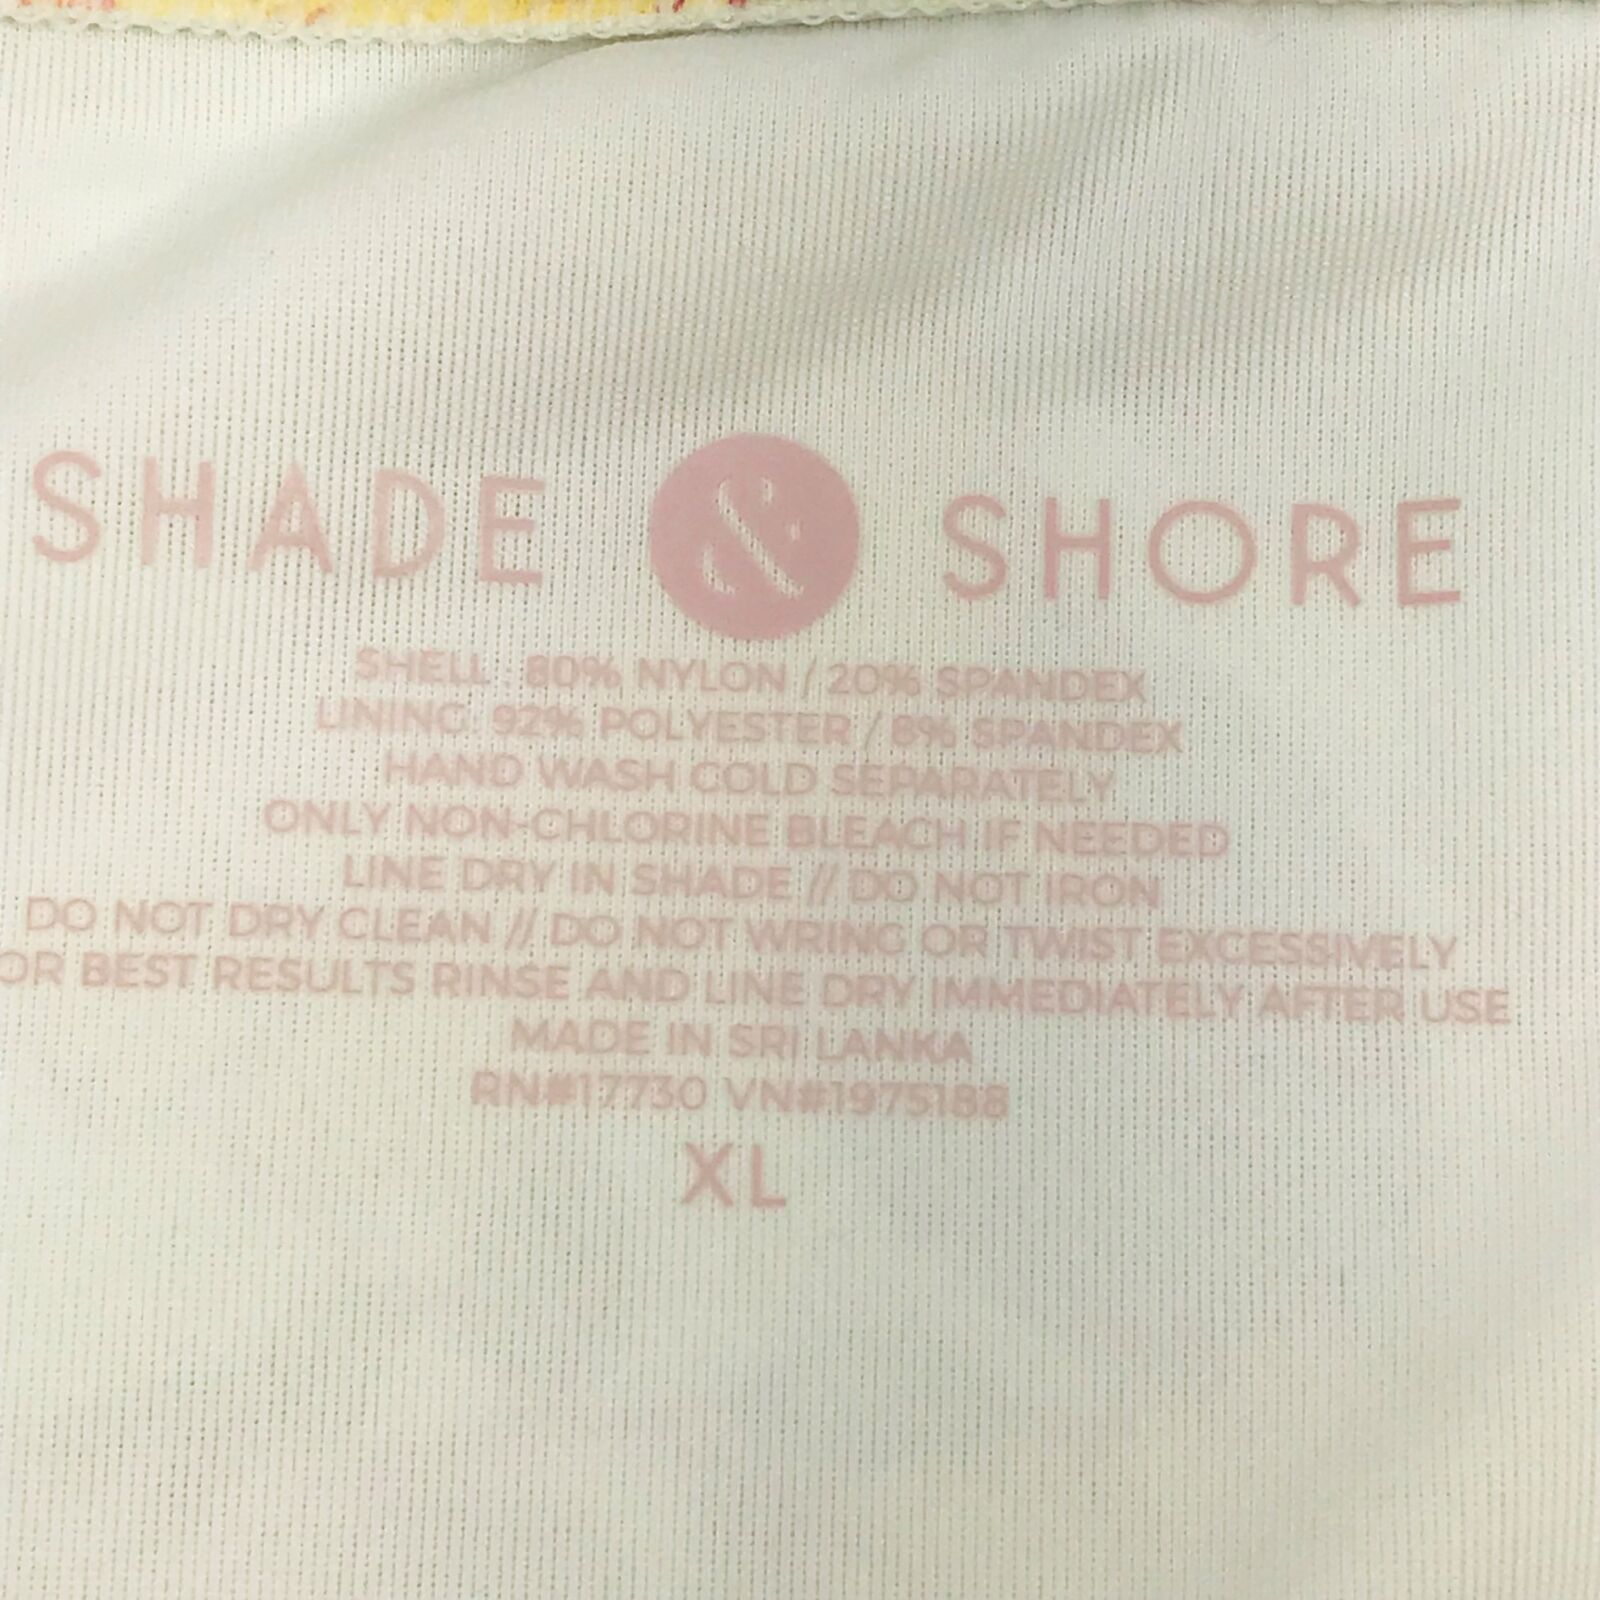 SHADE & SHORE
SHELL : 80% NYLON / 20% SPANDEX
LINING: 92% POLYESTER / 8% SPANDEX
HAND WASH COLD SEPARATELY
ONLY NON-CHLORINE BLEACH IF NEEDED
LINE DRY IN SHADE // DO NOT IRON
DO NOT DRY CLEAN // DO NOT WRING OR TWIST EXCESSIVELY
OR BEST RESULTS RINSE AND LINE DRY IMMEDIATELY AFTER USE
MADE IN SRI LANKA
RN#17730 VN#1975188
XL